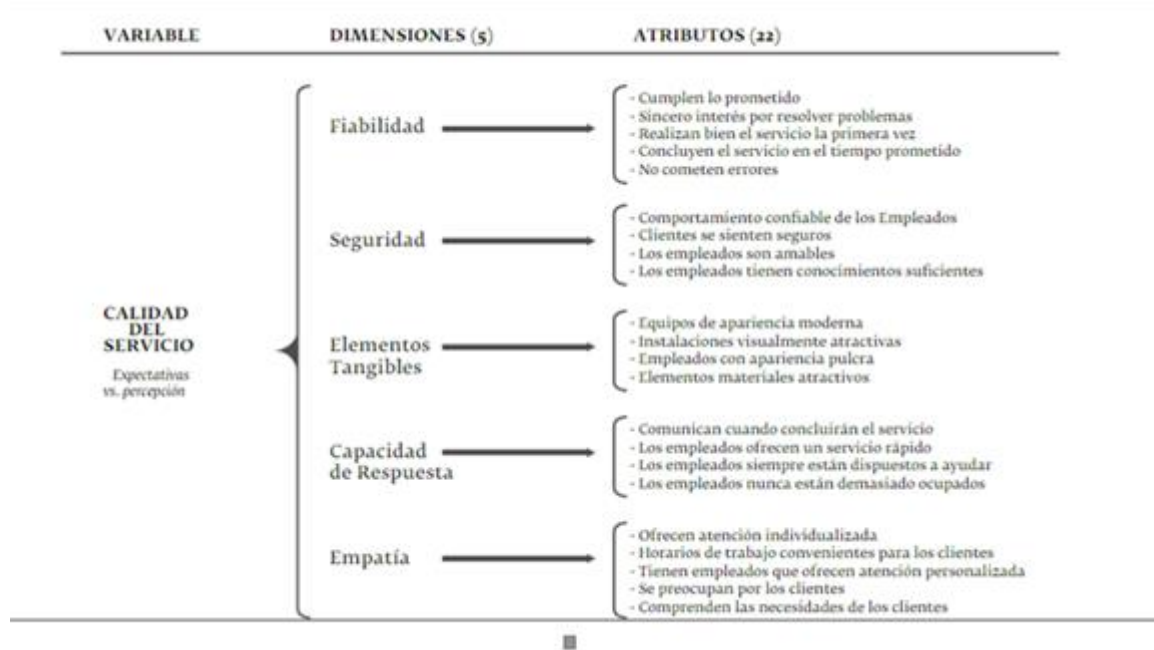 VARIABLE
DIMENSIONES (5)
ATRIBUTOS (22)
CALIDAD
DEL
SERVICIO
Expectativas
vs. percepción
Fiabilidad
- Cumplen lo prometido
- Sincero interés por resolver problemas
- Realizan bien el servicio la primera vez
- Concluyen el servicio en el tiempo prometido
- No cometen errores
Seguridad
- Comportamiento confiable de los Empleados
- Clientes se sienten seguros
- Los empleados son amables
- Los empleados tienen conocimientos suficientes
Elementos
Tangibles
- Equipos de apariencia moderna
- Instalaciones visualmente atractivas
- Empleados con apariencia pulcra
- Elementos materiales atractivos
Capacidad
de Respuesta
- Comunican cuando concluirán el servicio
- Los empleados ofrecen un servicio rápido
- Los empleados siempre están dispuestos a ayudar
- Los empleados nunca están demasiado ocupados
Empatía
- Ofrecen atención individualizada
- Horarios de trabajo convenientes para los clientes
- Tienen empleados que ofrecen atención personalizada
- Se preocupan por los clientes
- Comprenden las necesidades de los clientes